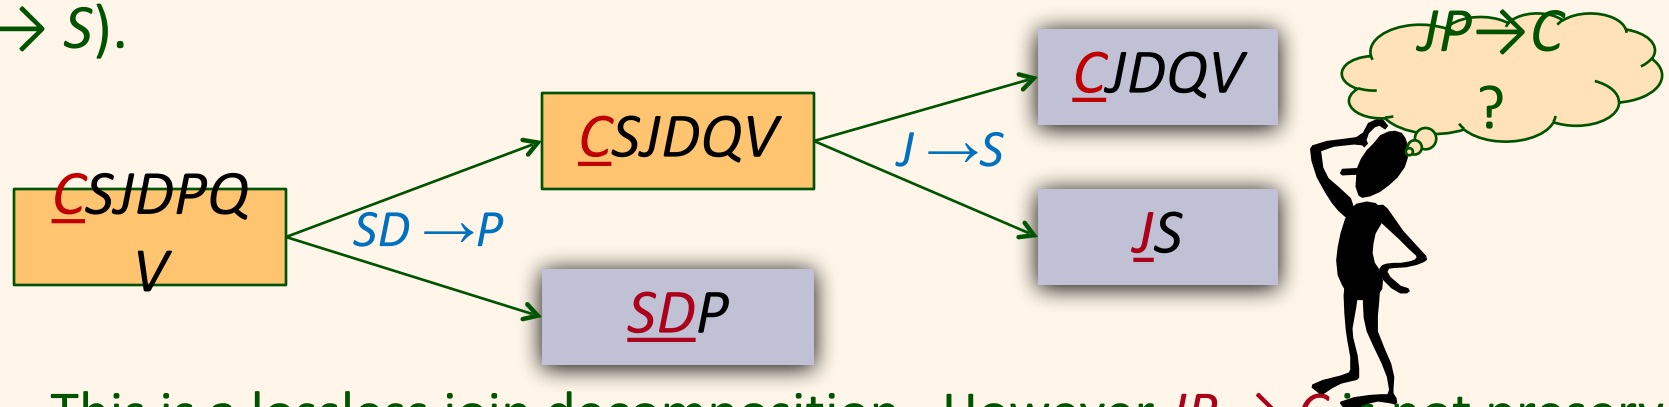 → S).
JP→C
?
CJDQV
CSJDQV
J →S
CSJDPQ
V
SD →P
JS
SDP
This is a lossless join decomposition. However JP → C is not preserv